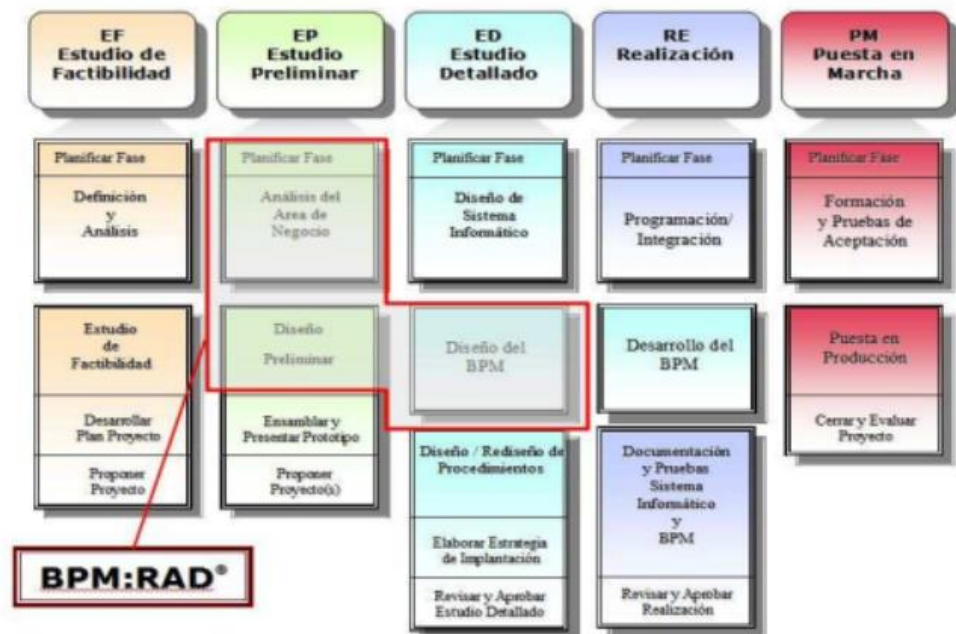 EF
Estudio de
Factibilidad
Planificar Fase
Definición
y
Análisis
Estudio
de
Factibilidad
Desarrollar
Plan Proyecto
Proponer
Proyecto
EP
Estudio
Preliminar
Planificar Fase
Análisis del
Area de
Negocio
Diseño
Preliminar
Ensamblar y
Presentar Prototipo
Proponer
Proyecto(s)
ED
Estudio
Detallado
Planificar Fase
Diseño de
Sistema
Informático
Diseño del
BPM
Diseño / Rediseño de
Procedimientos
Elaborar Estrategia
de Implantación
Revisar y Aprobar
Estudio Detallado
RE
Realización
Planificar Fase
Programación/
Integración
Desarrollo del
BPM
Documentación
y Pruebas
Sistema
Informático
y
BPM
Revisar y Aprobar
Realización
PM
Puesta en
Marcha
Planificar Fase
Formación
y Pruebas de
Aceptación
Puesta en
Producción
Cerrar y Evaluar
Proyecto
BPM:RAD®